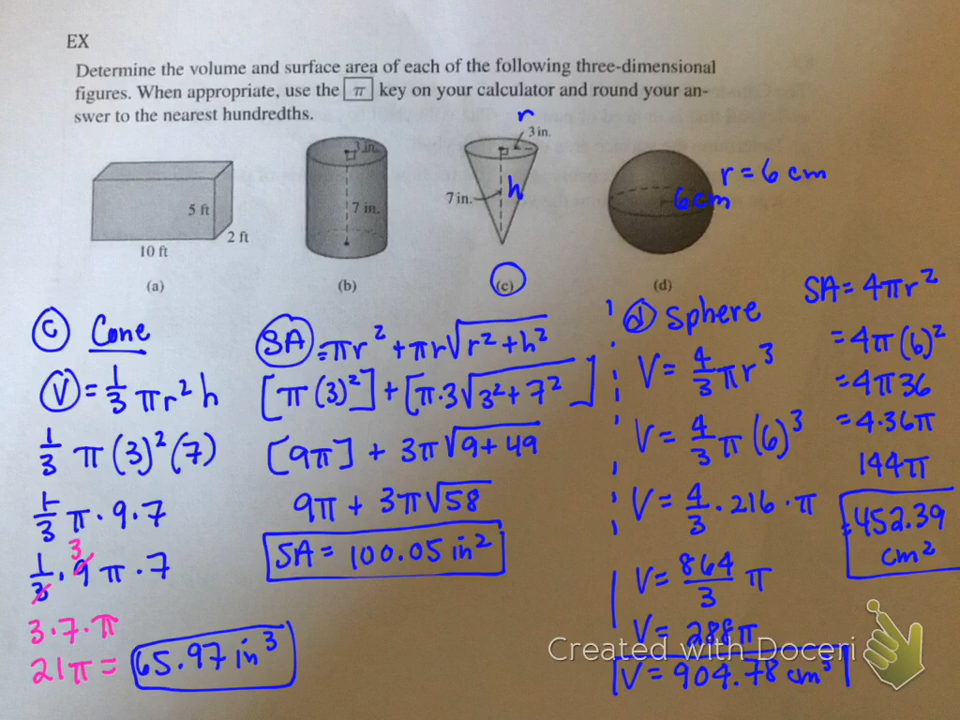 EX
Determine the volume and surface area of each of the following three-dimensional
figures. When appropriate, use the π key on your calculator and round your an-
swer to the nearest hundredths.
5 ft
2 ft
10 ft
(a)
3 in.
7 in.
(b)
r
3 in.
7 in.
h
(c)
r = 6 cm
6 cm
(d)
ⓒ Cone
V = 1/3 πr²h
1/3 π(3)²(7)
1/3 π·9·7
1/3·9π·7
3
3·7·π
21π = 65.97 in³
SA = πr² + πr√r²+h²
[π(3)²] + [π·3√3²+7²]
[9π] + 3π√9+49
9π + 3π√58
SA = 100.05 in²
ⓓ Sphere
V = 4/3 πr³
V = 4/3 π(6)³
V = 4/3 · 216 · π
V = 864/3 π
V = 288π
V = 904.78 cm³
SA = 4πr²
= 4π(6)²
= 4π36
= 4·36π
144π
= 452.39
cm²
Created with Doceri